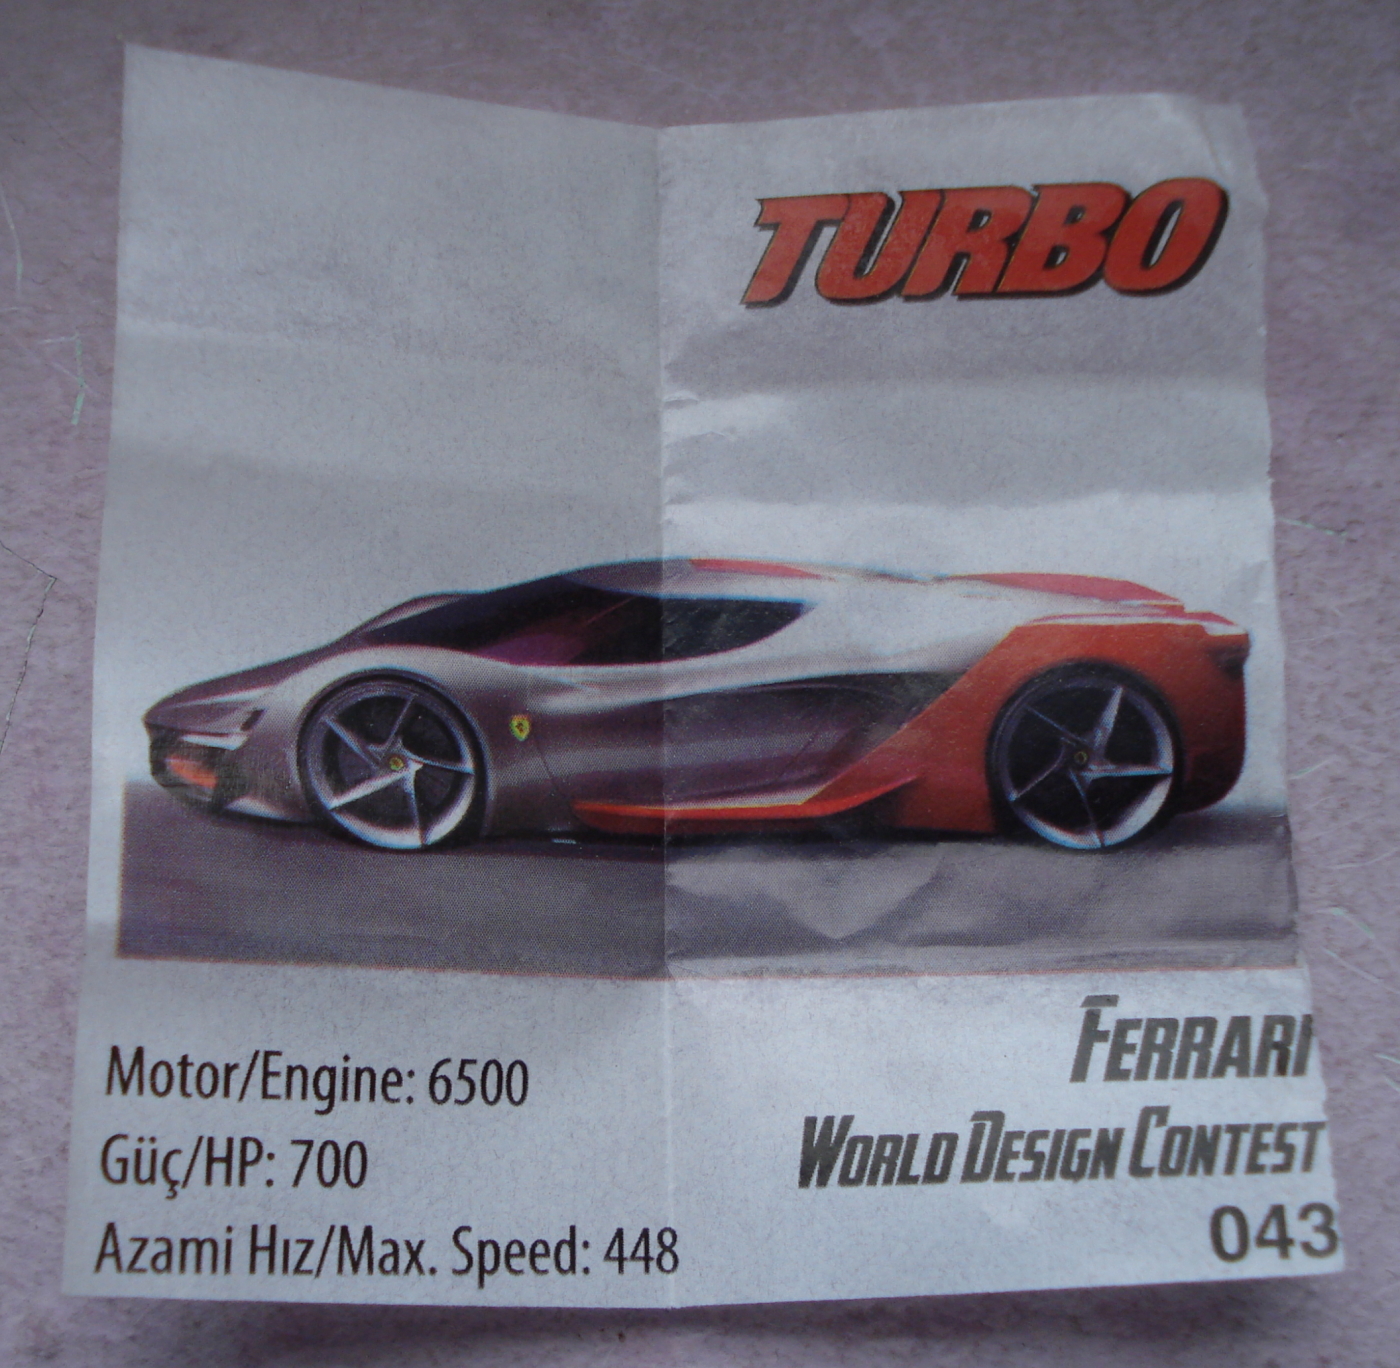 TURBO
Motor/Engine: 6500
Güç/HP: 700
Azami Hız/Max. Speed: 448
FERRARI
WORLD DESIGN CONTEST
043